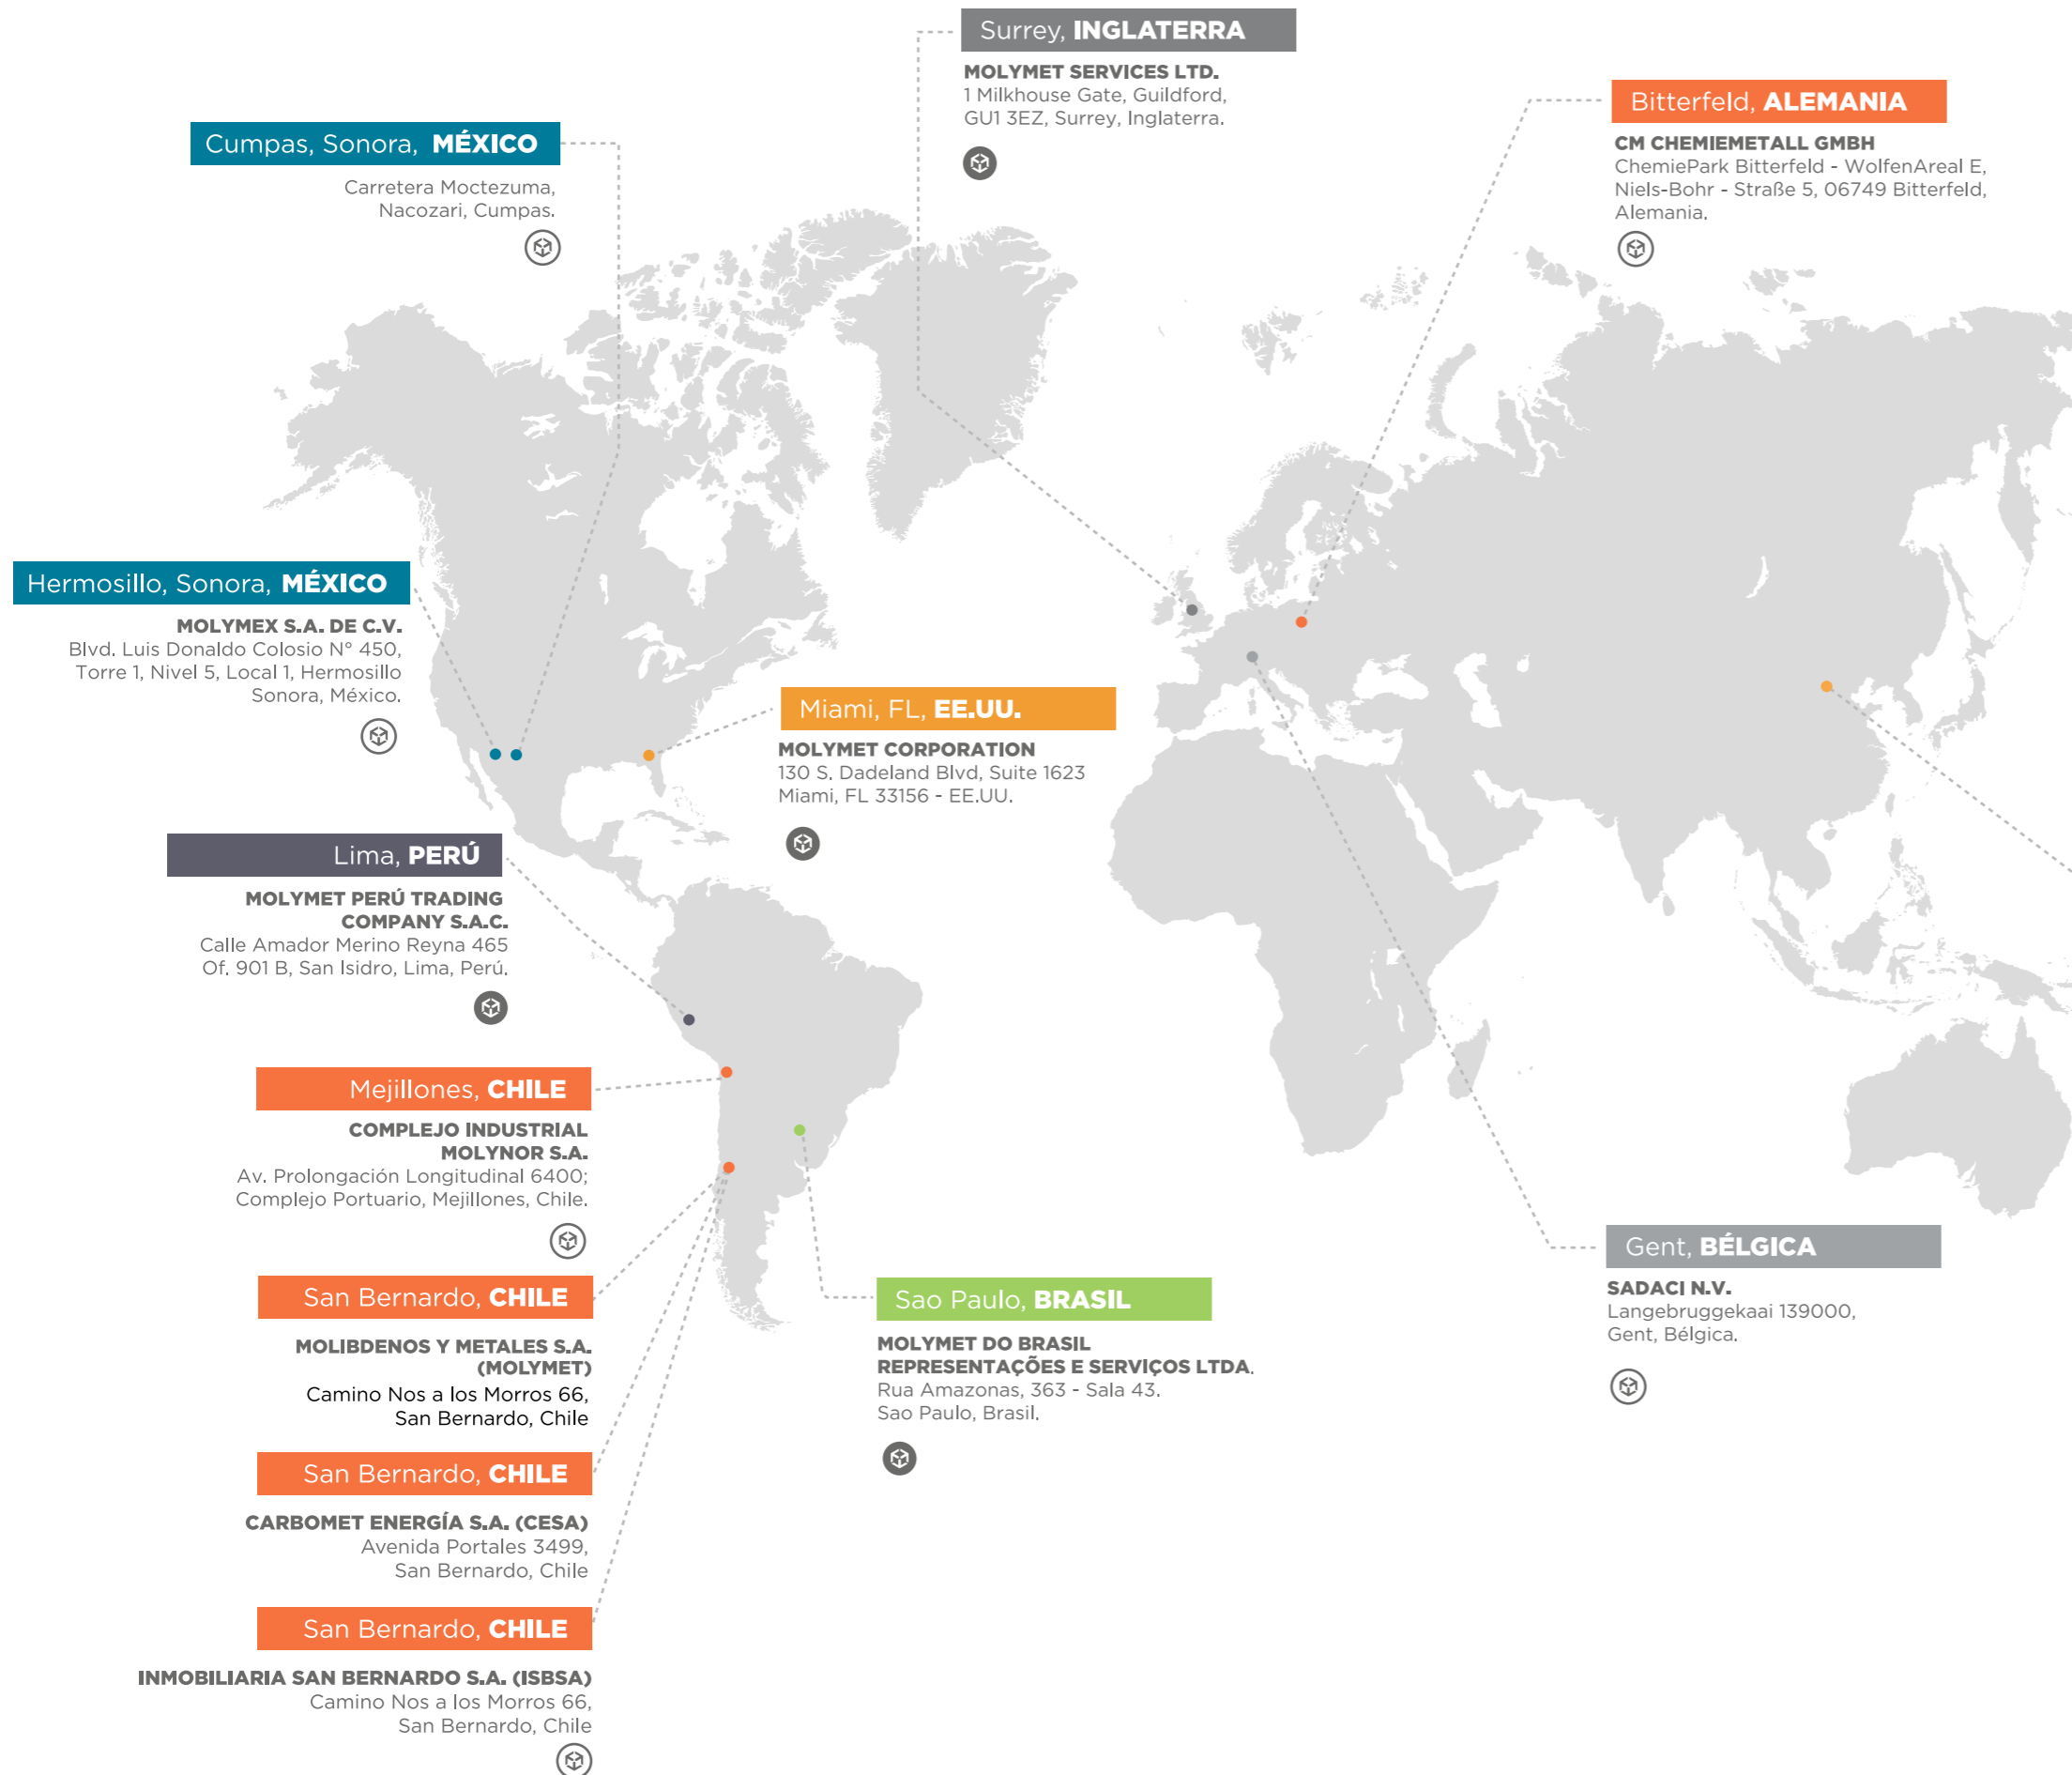 Surrey, INGLATERRA
MOLYMET SERVICES LTD.
1 Milkhouse Gate, Guildford,
GU1 3EZ, Surrey, Inglaterra.
Bitterfeld, ALEMANIA
CM CHEMIEMETALL GMBH
ChemiePark Bitterfeld - WolfenAreal E,
Niels-Bohr - Straße 5, 06749 Bitterfeld,
Alemania.
Cumpas, Sonora, MÉXICO
Carretera Moctezuma,
Nacozari, Cumpas.
Hermosillo, Sonora, MÉXICO
MOLYMEX S.A. DE C.V.
Blvd. Luis Donaldo Colosio N° 450,
Torre 1, Nivel 5, Local 1, Hermosillo
Sonora, México.
Miami, FL, EE.UU.
MOLYMET CORPORATION
130 S. Dadeland Blvd, Suite 1623
Miami, FL 33156 - EE.UU.
Lima, PERÚ
MOLYMET PERÚ TRADING
COMPANY S.A.C.
Calle Amador Merino Reyna 465
Of. 901 B, San Isidro, Lima, Perú.
Mejillones, CHILE
COMPLEJO INDUSTRIAL
MOLYNOR S.A.
Av. Prolongación Longitudinal 6400;
Complejo Portuario, Mejillones, Chile.
San Bernardo, CHILE
MOLIBDENOS Y METALES S.A.
(MOLYMET)
Camino Nos a los Morros 66,
San Bernardo, Chile
San Bernardo, CHILE
CARBOMET ENERGÍA S.A. (CESA)
Avenida Portales 3499,
San Bernardo, Chile
San Bernardo, CHILE
INMOBILIARIA SAN BERNARDO S.A. (ISBSA)
Camino Nos a los Morros 66,
San Bernardo, Chile
Sao Paulo, BRASIL
MOLYMET DO BRASIL
REPRESENTAÇÕES E SERVIÇOS LTDA.
Rua Amazonas, 363 - Sala 43.
Sao Paulo, Brasil.
Gent, BÉLGICA
SADACI N.V.
Langebruggekaai 139000,
Gent, Bélgica.